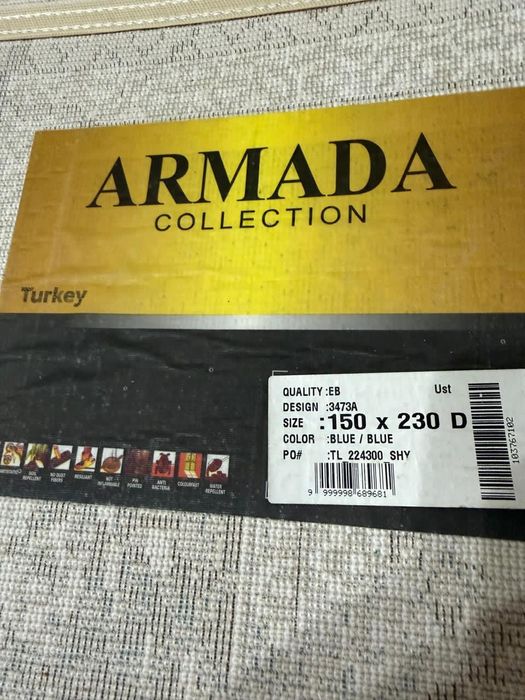 ARMADA
COLLECTION
Turkey
QUALITY :EB Ust
DESIGN :3473A
SIZE :150 x 230 D
COLOR :BLUE / BLUE
PO# :TL 224300 SHY
9 999998 689681
103767102
SOIL REPELLENT
NO DUST FIBERS
RESILIANT
NOT INFLAMMABLE
PIN POINTED
ANTI BACTERIA
COLOURFAST
WATER REPELLENT